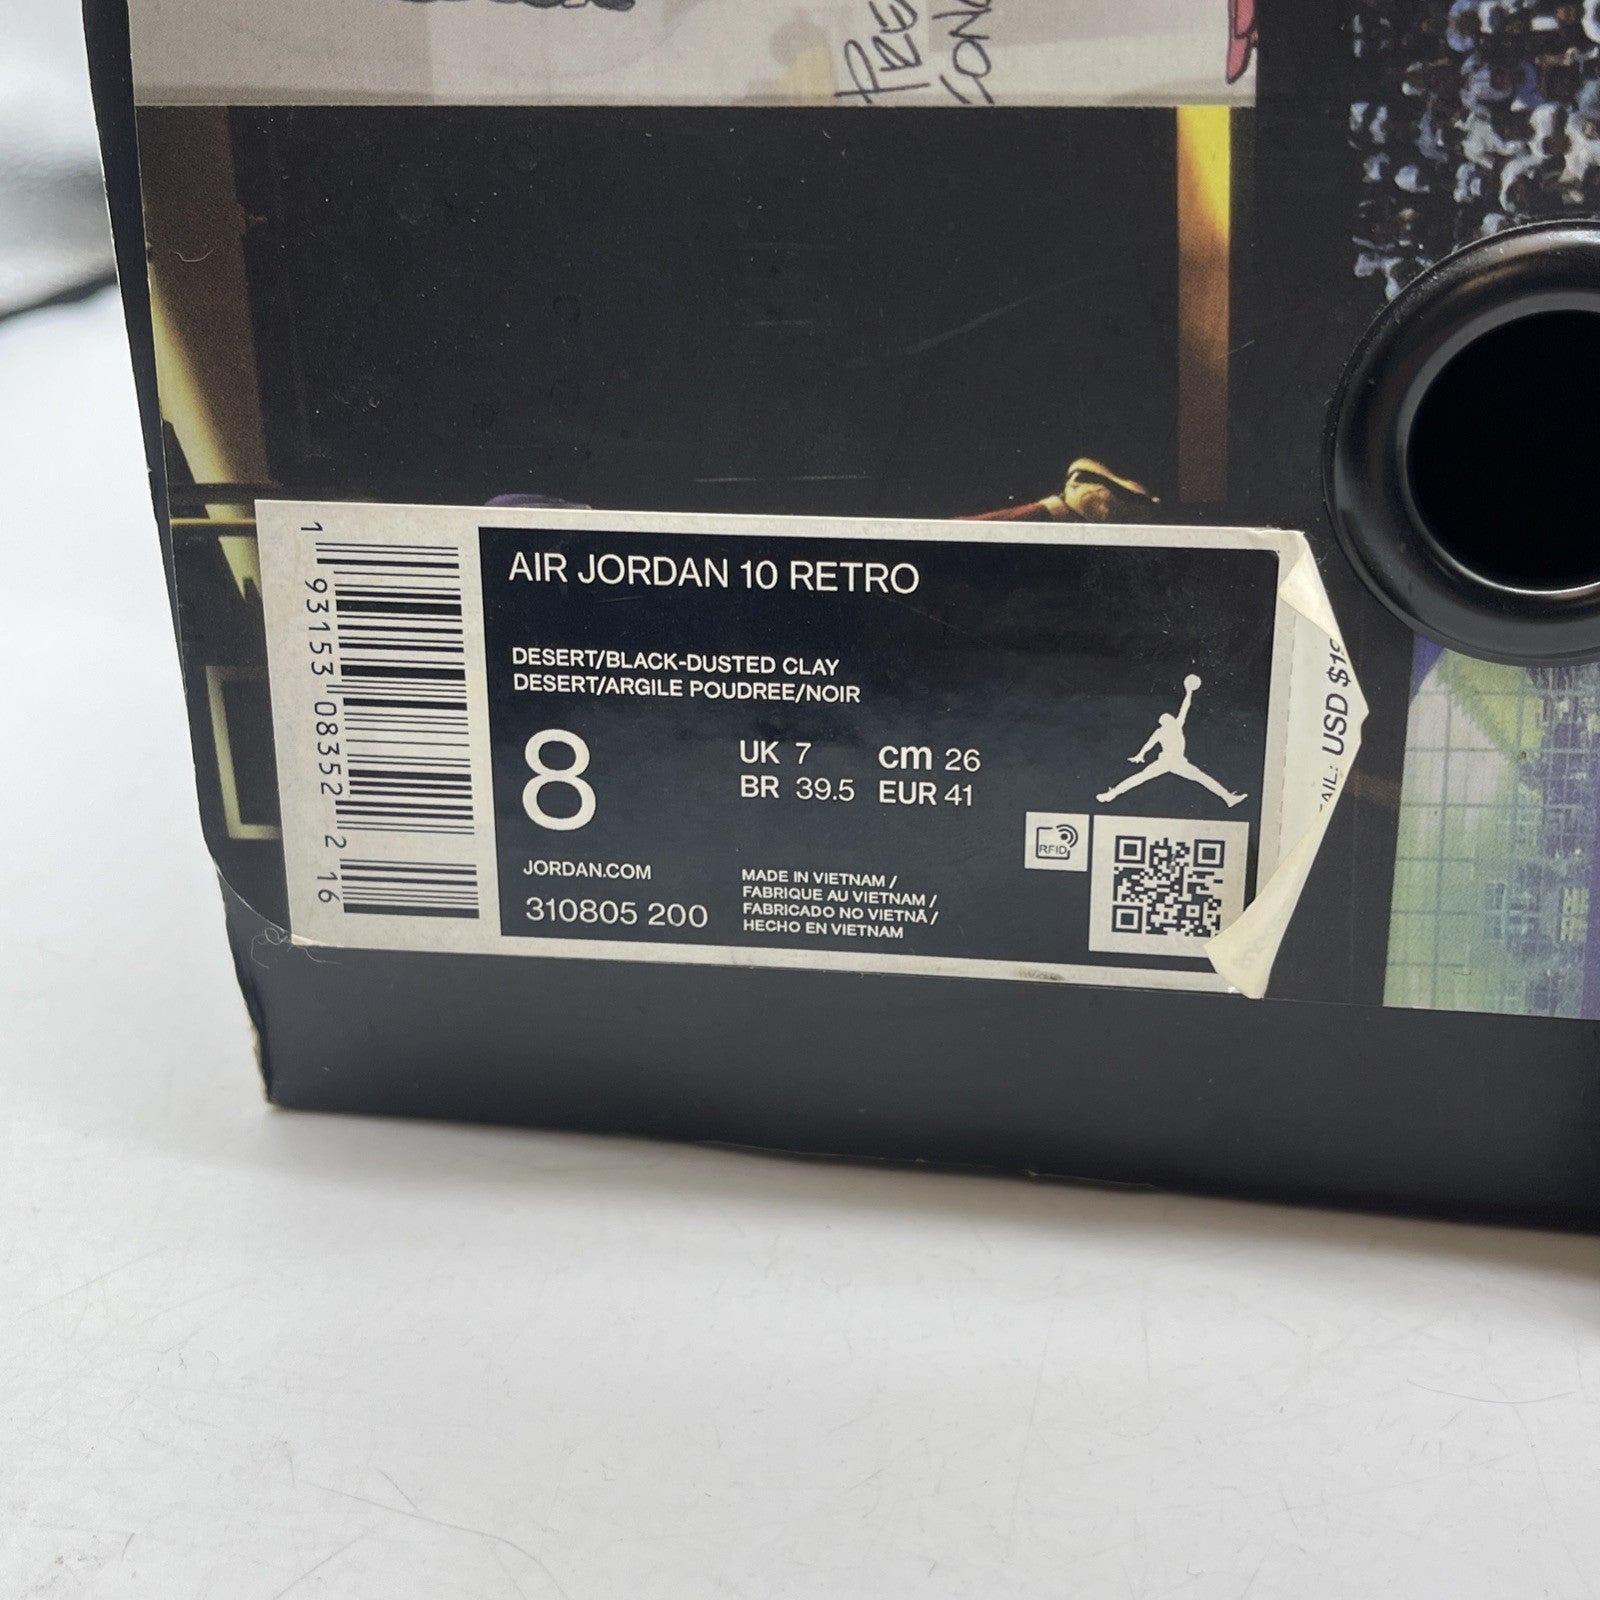 AIR JORDAN 10 RETRO
DESERT/BLACK-DUSTED CLAY
DESERT/ARGILE POUDREE/NOIR
8
UK 7 cm 26
BR 39.5 EUR 41
RFID
JORDAN.COM
310805 200
MADE IN VIETNAM /
FABRIQUE AU VIETNAM /
FABRICADO NO VIETNÃ /
HECHO EN VIETNAM
1 93153 08352 2 16
USD